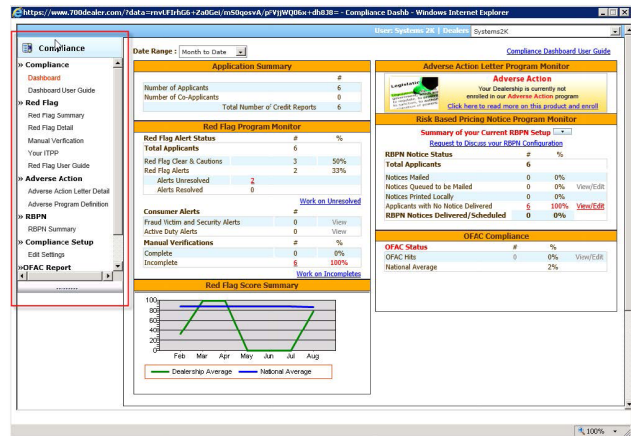 https://www.700dealer.com/?data=rnvUFIrhG6+Za0Gei/mS0qosvA/pFVjjWQ06x+dh8J8= - Compliance Dashb - Windows Internet Explorer
User: Systems 2K | Dealers Systems2K
Compliance
» Compliance
Dashboard
Dashboard User Guide
» Red Flag
Red Flag Summary
Red Flag Detail
Manual Verfication
Your ITPP
Red Flag User Guide
» Adverse Action
Adverse Action Letter Detail
Adverse Program Definition
» RBPN
RBPN Summary
» Compliance Setup
Edit Settings
»OFAC Report
Date Range : Month to Date
Compliance Dashboard User Guide
Application Summary
#
Number of Applicants 6
Number of Co-Applicants 0
Total Number of Credit Reports 6
Red Flag Program Monitor
Red Flag Alert Status # %
Total Applicants 6
Red Flag Clear & Cautions 3 50%
Red Flag Alerts 2 33%
Alerts Unresolved 2
Alerts Resolved 0
Work on Unresolved
Consumer Alerts #
Fraud Victim and Security Alerts 0 View
Active Duty Alerts 0 View
Manual Verifications # %
Complete 0 0%
Incomplete 6 100%
Work on Incompletes
Red Flag Score Summary
100
80
60
40
20
0
Feb Mar Apr May Jun Jul Aug
Dealership Average National Average
Adverse Action Letter Program Monitor
Adverse Action
Your Dealership is currently not
enrolled in our Adverse Action program
Click here to read more on this product and enroll
Risk Based Pricing Notice Program Monitor
Summary of your Current RBPN Setup
Request to Discuss your RBPN Configuration
RBPN Notice Status # %
Total Applicants 6
Notices Mailed 0 0%
Notices Queued to be Mailed 0 0% View/Edit
Notices Printed Locally 0 0%
Applicants with No Notice Delivered 6 100% View/Edit
RBPN Notices Delivered/Scheduled 0 0%
OFAC Compliance
OFAC Status # %
OFAC Hits 0 0% View/Edit
National Average 2%
100%